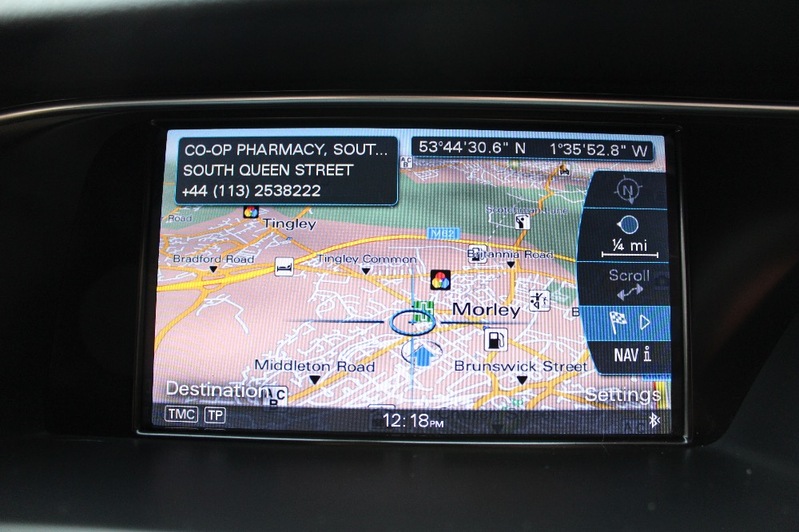 CO-OP PHARMACY, SOUT...
SOUTH QUEEN STREET
+44 (113) 2538222
53°44'30.6" N 1°35'52.8" W
N
Road
Tingley
M621
Bradford Road
Tingley Common
Britannia Road
¼ mi
Scroll
Morley
B
NAV i
Middleton Road
Brunswick Street
Destination
Settings
TMC TP
12:18PM